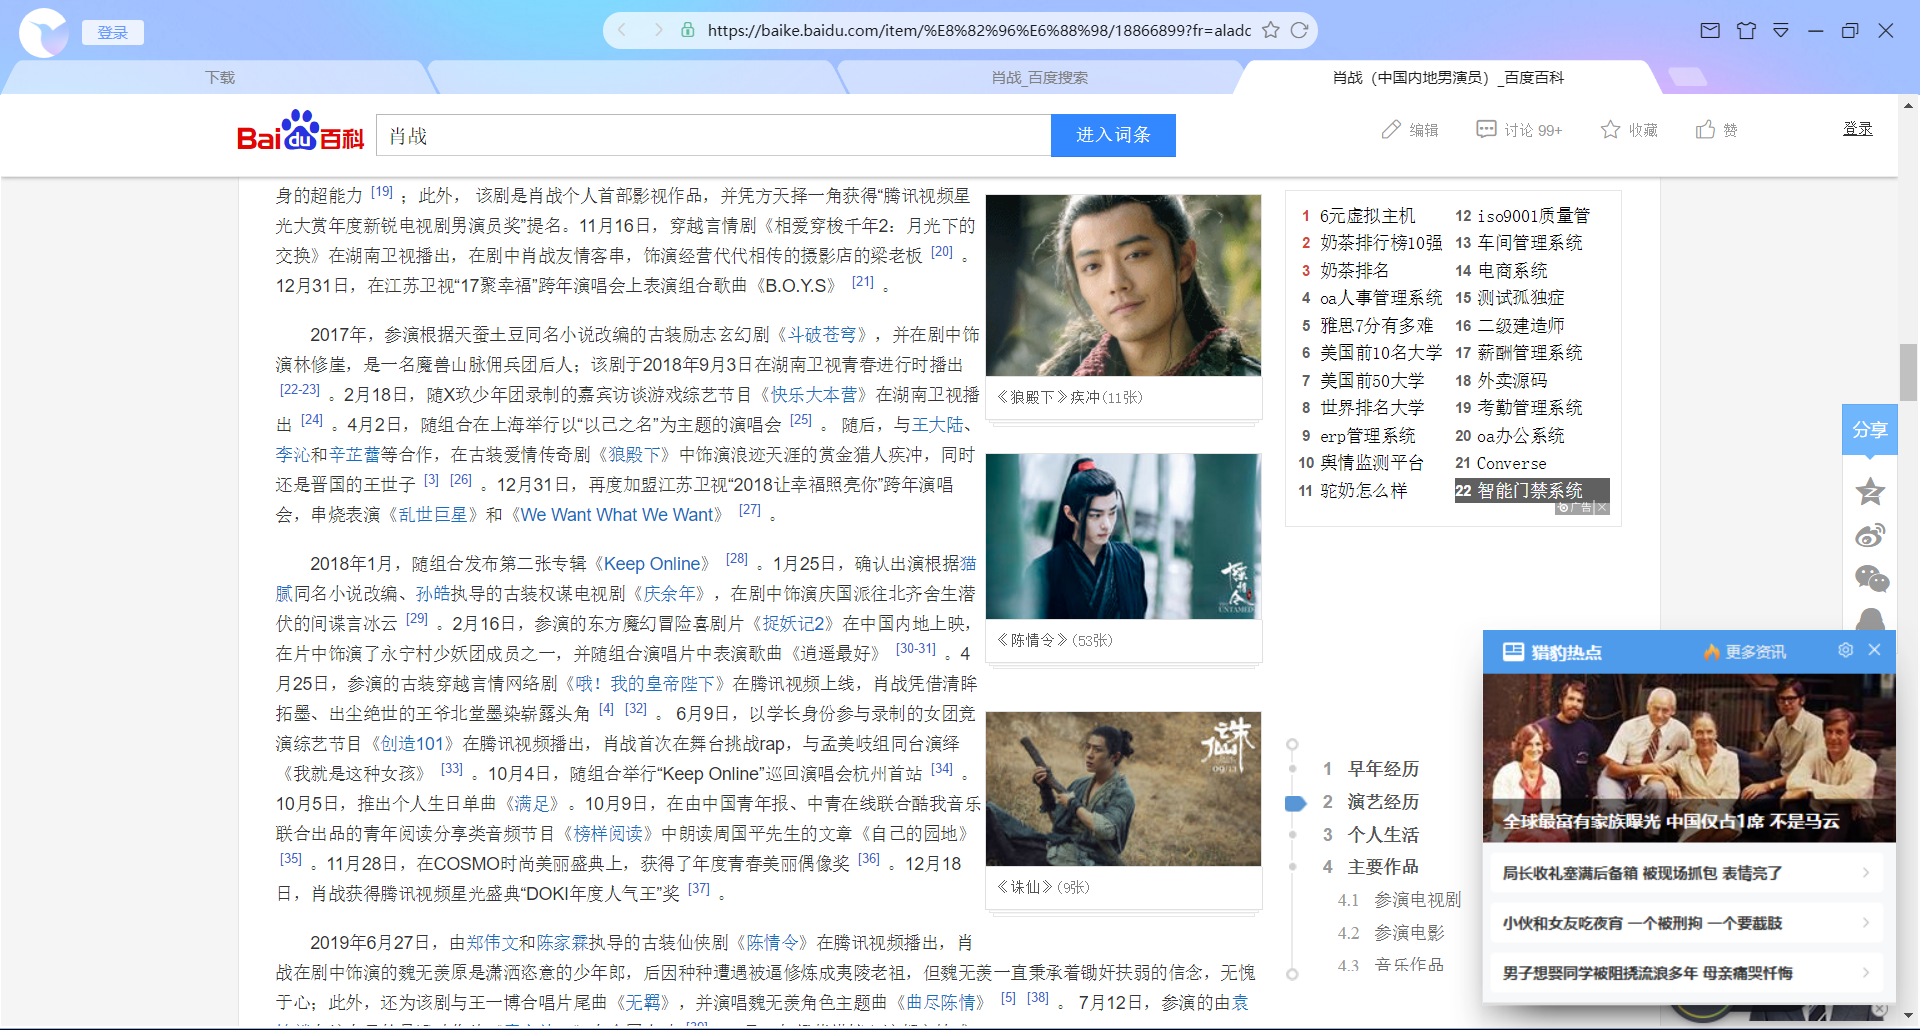 登录
https://baike.baidu.com/item/%E8%82%96%E6%88%98/18866899?fr=aladc
下载
肖战_百度搜索
肖战（中国内地男演员）_百度百科
Bai du 百科
肖战
进入词条
编辑
讨论 99+
收藏
赞
登录
身的超能力 [19] ；此外， 该剧是肖战个人首部影视作品，并凭方天择一角获得“腾讯视频星
光大赏年度新锐电视剧男演员奖”提名。11月16日，穿越言情剧《相爱穿梭千年2：月光下的
交换》在湖南卫视播出，在剧中肖战友情客串，饰演经营代代相传的摄影店的梁老板 [20] 。
12月31日，在江苏卫视“17聚幸福”跨年演唱会上表演组合歌曲《B.O.Y.S》 [21] 。
2017年，参演根据天蚕土豆同名小说改编的古装励志玄幻剧《斗破苍穹》，并在剧中饰
演林修崖，是一名魔兽山脉佣兵团后人；该剧于2018年9月3日在湖南卫视青春进行时播出
[22-23] 。2月18日，随X玖少年团录制的嘉宾访谈游戏综艺节目《快乐大本营》在湖南卫视播
出 [24] 。4月2日，随组合在上海举行以“以己之名”为主题的演唱会 [25] 。 随后，与王大陆、
李沁和辛芷蕾等合作，在古装爱情传奇剧《狼殿下》中饰演浪迹天涯的赏金猎人疾冲，同时
还是晋国的王世子 [3] [26] 。12月31日，再度加盟江苏卫视“2018让幸福照亮你”跨年演唱
会，串烧表演《乱世巨星》和《We Want What We Want》 [27] 。
2018年1月，随组合发布第二张专辑《Keep Online》 [28] 。1月25日，确认出演根据猫
腻同名小说改编、孙皓执导的古装权谋电视剧《庆余年》，在剧中饰演庆国派往北齐舍生潜
伏的间谍言冰云 [29] 。2月16日，参演的东方魔幻冒险喜剧片《捉妖记2》在中国内地上映，
在片中饰演了永宁村少妖团成员之一，并随组合演唱片中表演歌曲《逍遥最好》 [30-31] 。4
月25日，参演的古装穿越言情网络剧《哦！我的皇帝陛下》在腾讯视频上线，肖战凭借清眸
拓墨、出尘绝世的王爷北堂墨染崭露头角 [4] [32] 。 6月9日，以学长身份参与录制的女团竞
演综艺节目《创造101》在腾讯视频播出，肖战首次在舞台挑战rap，与孟美岐组同台演绎
《我就是这种女孩》 [33] 。10月4日，随组合举行“Keep Online”巡回演唱会杭州首站 [34] 。
10月5日，推出个人生日单曲《满足》。10月9日，在由中国青年报、中青在线联合酷我音乐
联合出品的青年阅读分享类音频节目《榜样阅读》中朗读周国平先生的文章《自己的园地》
[35] 。11月28日，在COSMO时尚美丽盛典上，获得了年度青春美丽偶像奖 [36] 。12月18
日，肖战获得腾讯视频星光盛典“DOKI年度人气王”奖 [37] 。
2019年6月27日，由郑伟文和陈家霖执导的古装仙侠剧《陈情令》在腾讯视频播出，肖
战在剧中饰演的魏无羡原是潇洒恣意的少年郎，后因种种遭遇被逼修炼成夷陵老祖，但魏无羡一直秉承着锄奸扶弱的信念，无愧
于心；此外，还为该剧与王一博合唱片尾曲《无羁》，并演唱魏无羡角色主题曲《曲尽陈情》 [5] [38] 。 7月12日，参演的由袁
《狼殿下》疾冲(11张)
陈情令
UNTAMED
《陈情令》(53张)
诛仙
09/13
《诛仙》(9张)
1 6元虚拟主机
2 奶茶排行榜10强
3 奶茶排名
4 oa人事管理系统
5 雅思7分有多难
6 美国前10名大学
7 美国前50大学
8 世界排名大学
9 erp管理系统
10 舆情监测平台
11 驼奶怎么样
12 iso9001质量管
13 车间管理系统
14 电商系统
15 测试孤独症
16 二级建造师
17 薪酬管理系统
18 外卖源码
19 考勤管理系统
20 oa办公系统
21 Converse
22 智能门禁系统
广告
分享
1 早年经历
2 演艺经历
3 个人生活
4 主要作品
4.1 参演电视剧
4.2 参演电影
4.3 音乐作品
猎豹热点
更多资讯
全球最富有家族曝光 中国仅占1席 不是马云
局长收礼塞满后备箱 被现场抓包 表情亮了
小伙和女友吃夜宵 一个被刑拘 一个要截肢
男子想娶同学被阻挠流浪多年 母亲痛哭忏悔